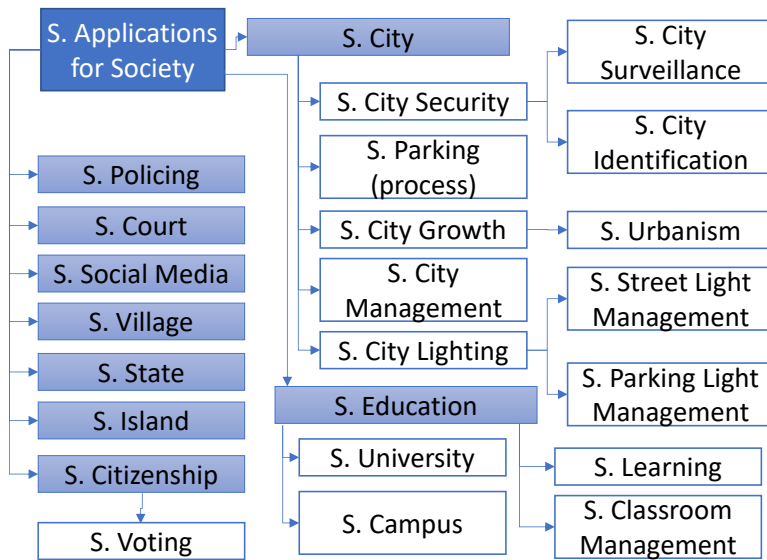 S. Applications
for Society
S. City
S. City
Surveillance
S. City Security
S. City
Identification
S. Parking
(process)
S. Policing
S. Court
S. City Growth
S. Urbanism
S. Social Media
S. City
Management
S. Street Light
Management
S. Village
S. City Lighting
S. State
S. Parking Light
Management
S. Education
S. Island
S. University
S. Learning
S. Citizenship
S. Campus
S. Classroom
Management
S. Voting